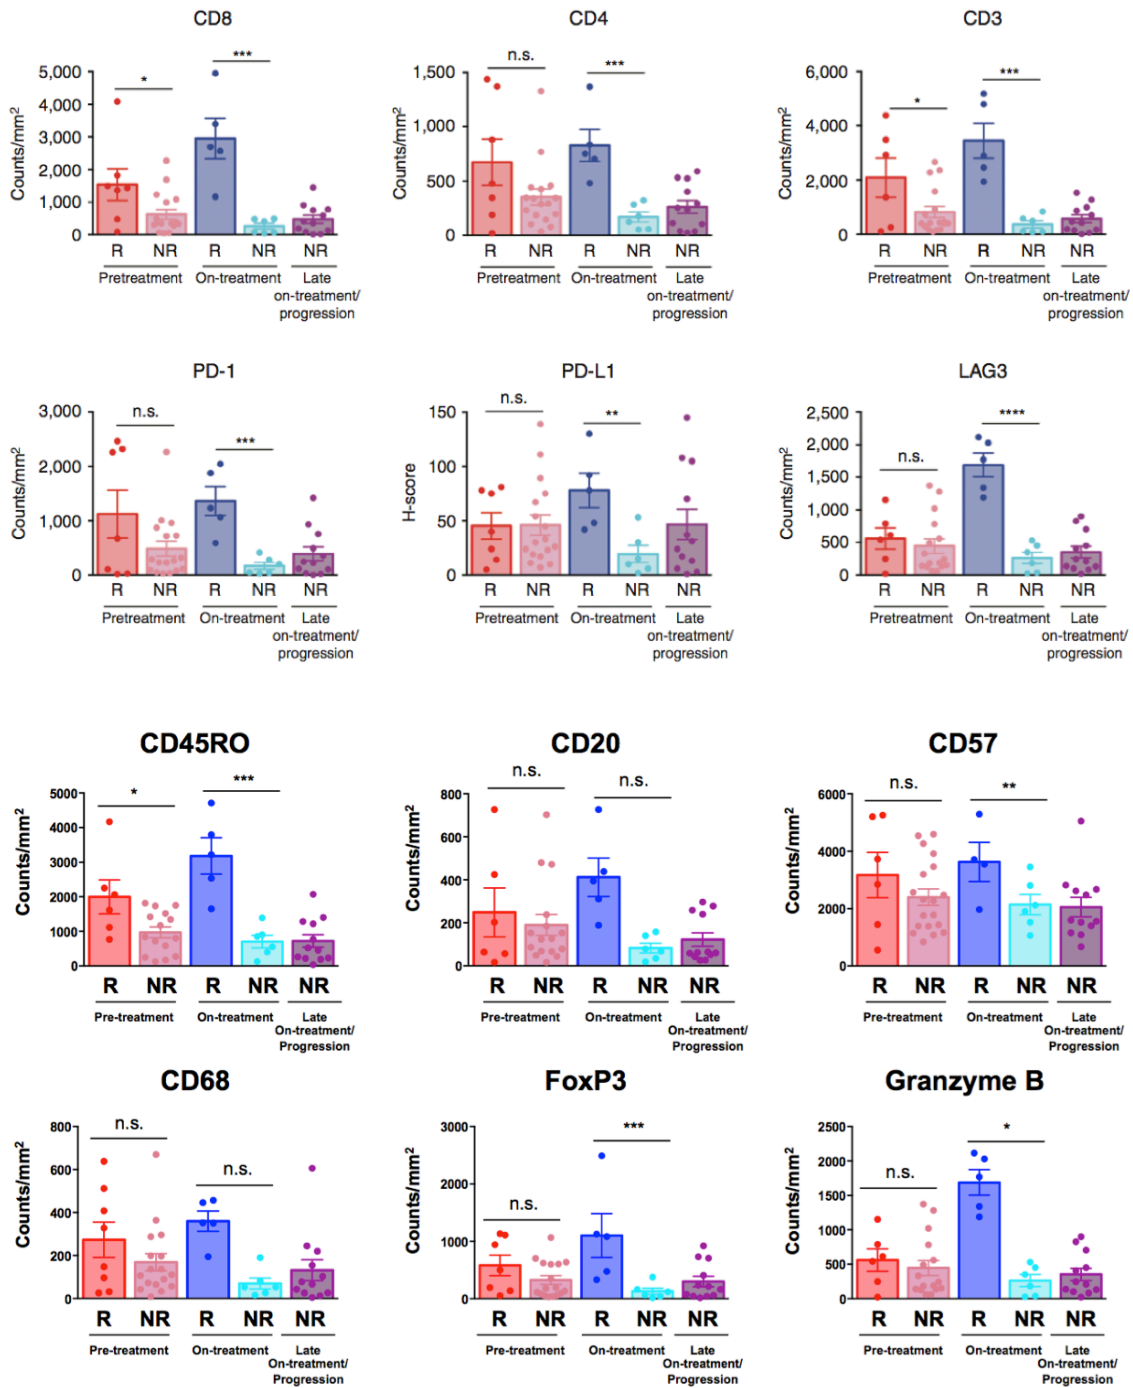 CD8
CD4
CD3
Counts/mm²
5,000
4,000
3,000
2,000
1,000
0
*
***
R NR R NR NR
Pretreatment On-treatment Late
on-treatment/
progression
Counts/mm²
1,500
1,000
500
0
n.s.
***
R NR R NR NR
Pretreatment On-treatment Late
on-treatment/
progression
Counts/mm²
6,000
4,000
2,000
0
*
***
R NR R NR NR
Pretreatment On-treatment Late
on-treatment/
progression
PD-1
PD-L1
LAG3
Counts/mm²
3,000
2,000
1,000
0
n.s.
***
R NR R NR NR
Pretreatment On-treatment Late
on-treatment/
progression
H-score
150
100
50
0
n.s.
**
R NR R NR NR
Pretreatment On-treatment Late
on-treatment/
progression
Counts/mm²
2,500
2,000
1,500
1,000
500
0
n.s.
****
R NR R NR NR
Pretreatment On-treatment Late
on-treatment/
progression
CD45RO
CD20
CD57
Counts/mm²
5000
4000
3000
2000
1000
0
*
***
R NR R NR NR
Pre-treatment On-treatment Late
On-treatment/
Progression
Counts/mm²
800
600
400
200
0
n.s.
n.s.
R NR R NR NR
Pre-treatment On-treatment Late
On-treatment/
Progression
Counts/mm²
6000
4000
2000
0
n.s.
**
R NR R NR NR
Pre-treatment On-treatment Late
On-treatment/
Progression
CD68
FoxP3
Granzyme B
Counts/mm²
800
600
400
200
0
n.s.
n.s.
R NR R NR NR
Pre-treatment On-treatment Late
On-treatment/
Progression
Counts/mm²
3000
2000
1000
0
n.s.
***
R NR R NR NR
Pre-treatment On-treatment Late
On-treatment/
Progression
Counts/mm²
2500
2000
1500
1000
500
0
n.s.
*
R NR R NR NR
Pre-treatment On-treatment Late
On-treatment/
Progression